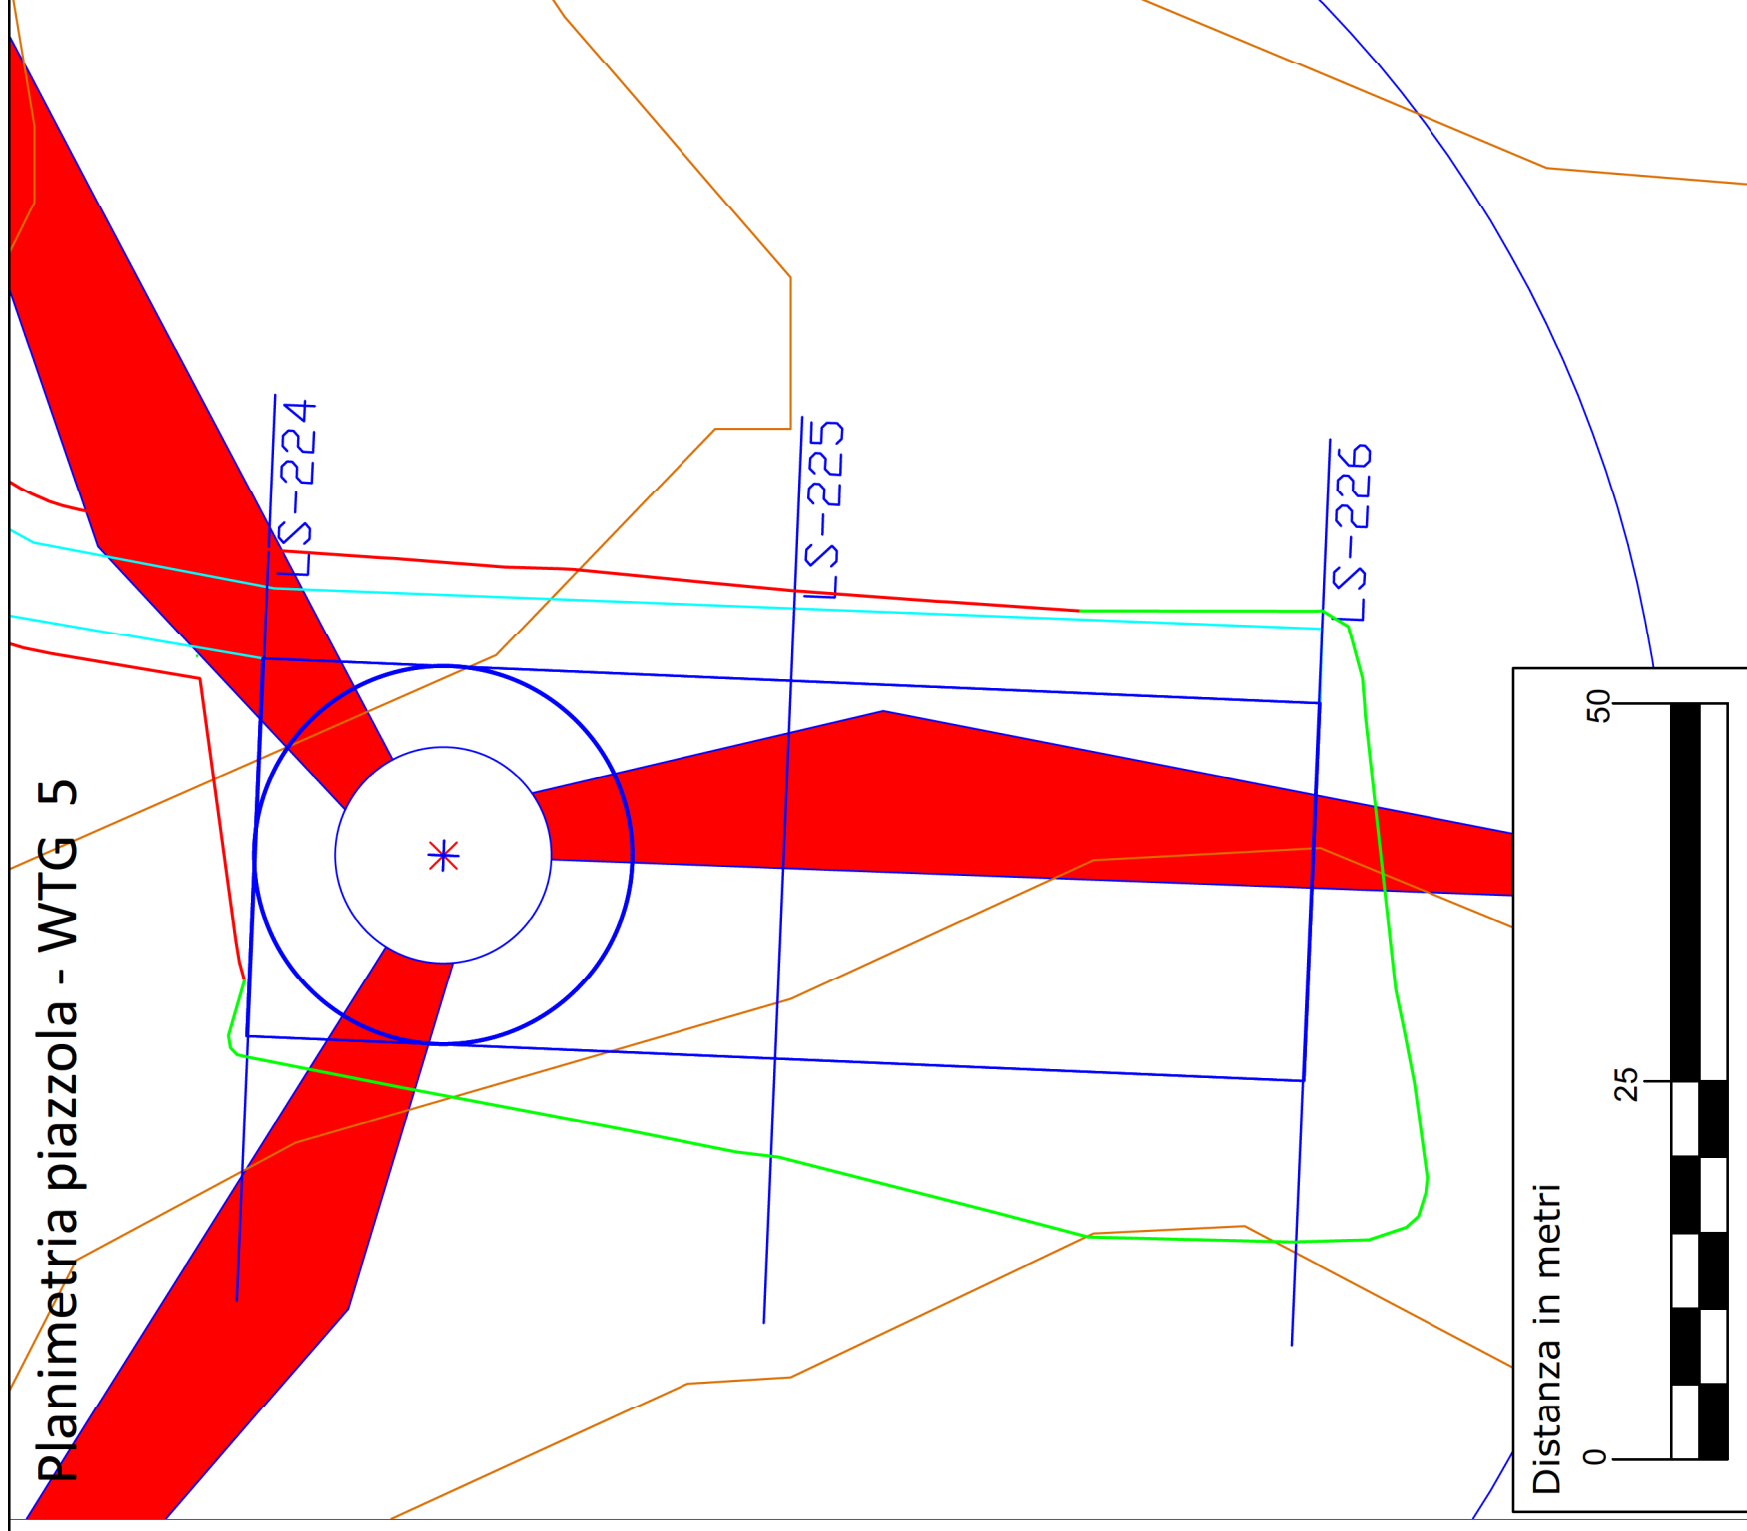 Planimetria piazzola - WTG 5
LS-224
LS-225
LS-226
Distanza in metri
0
25
50